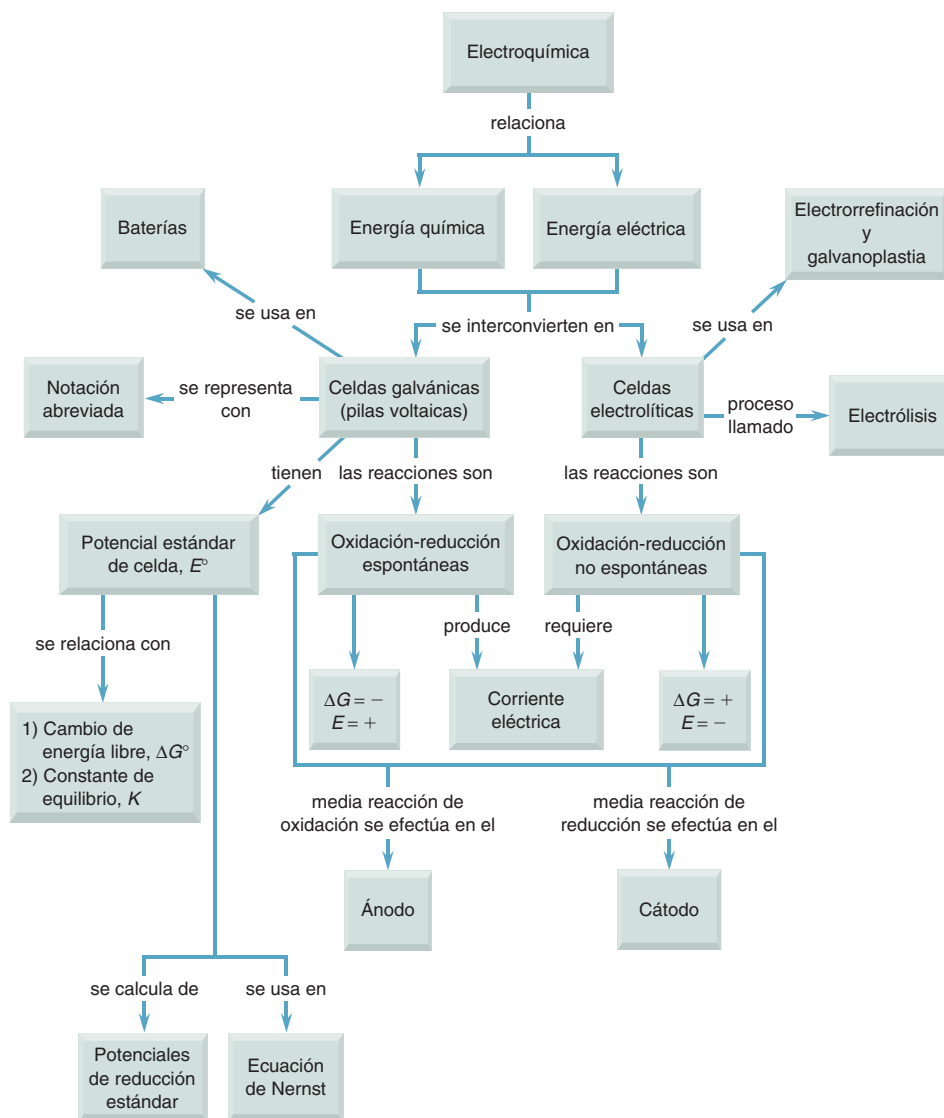 Electroquímica
relaciona
Baterías
Energía química
Energía eléctrica
Electrorrefinación
y
galvanoplastia
se usa en
se interconvierten en
se usa en
Notación
abreviada
se representa
con
Celdas galvánicas
(pilas voltaicas)
Celdas
electrolíticas
proceso
llamado
Electrólisis
tienen
las reacciones son
las reacciones son
Potencial estándar
de celda, E°
Oxidación-reducción
espontáneas
Oxidación-reducción
no espontáneas
se relaciona con
produce
requiere
1) Cambio de
energía libre, ΔG°
2) Constante de
equilibrio, K
ΔG = −
E = +
Corriente
eléctrica
ΔG = +
E = −
media reacción de
oxidación se efectúa en el
media reacción de
reducción se efectúa en el
Ánodo
Cátodo
se calcula de
se usa en
Potenciales
de reducción
estándar
Ecuación
de Nernst